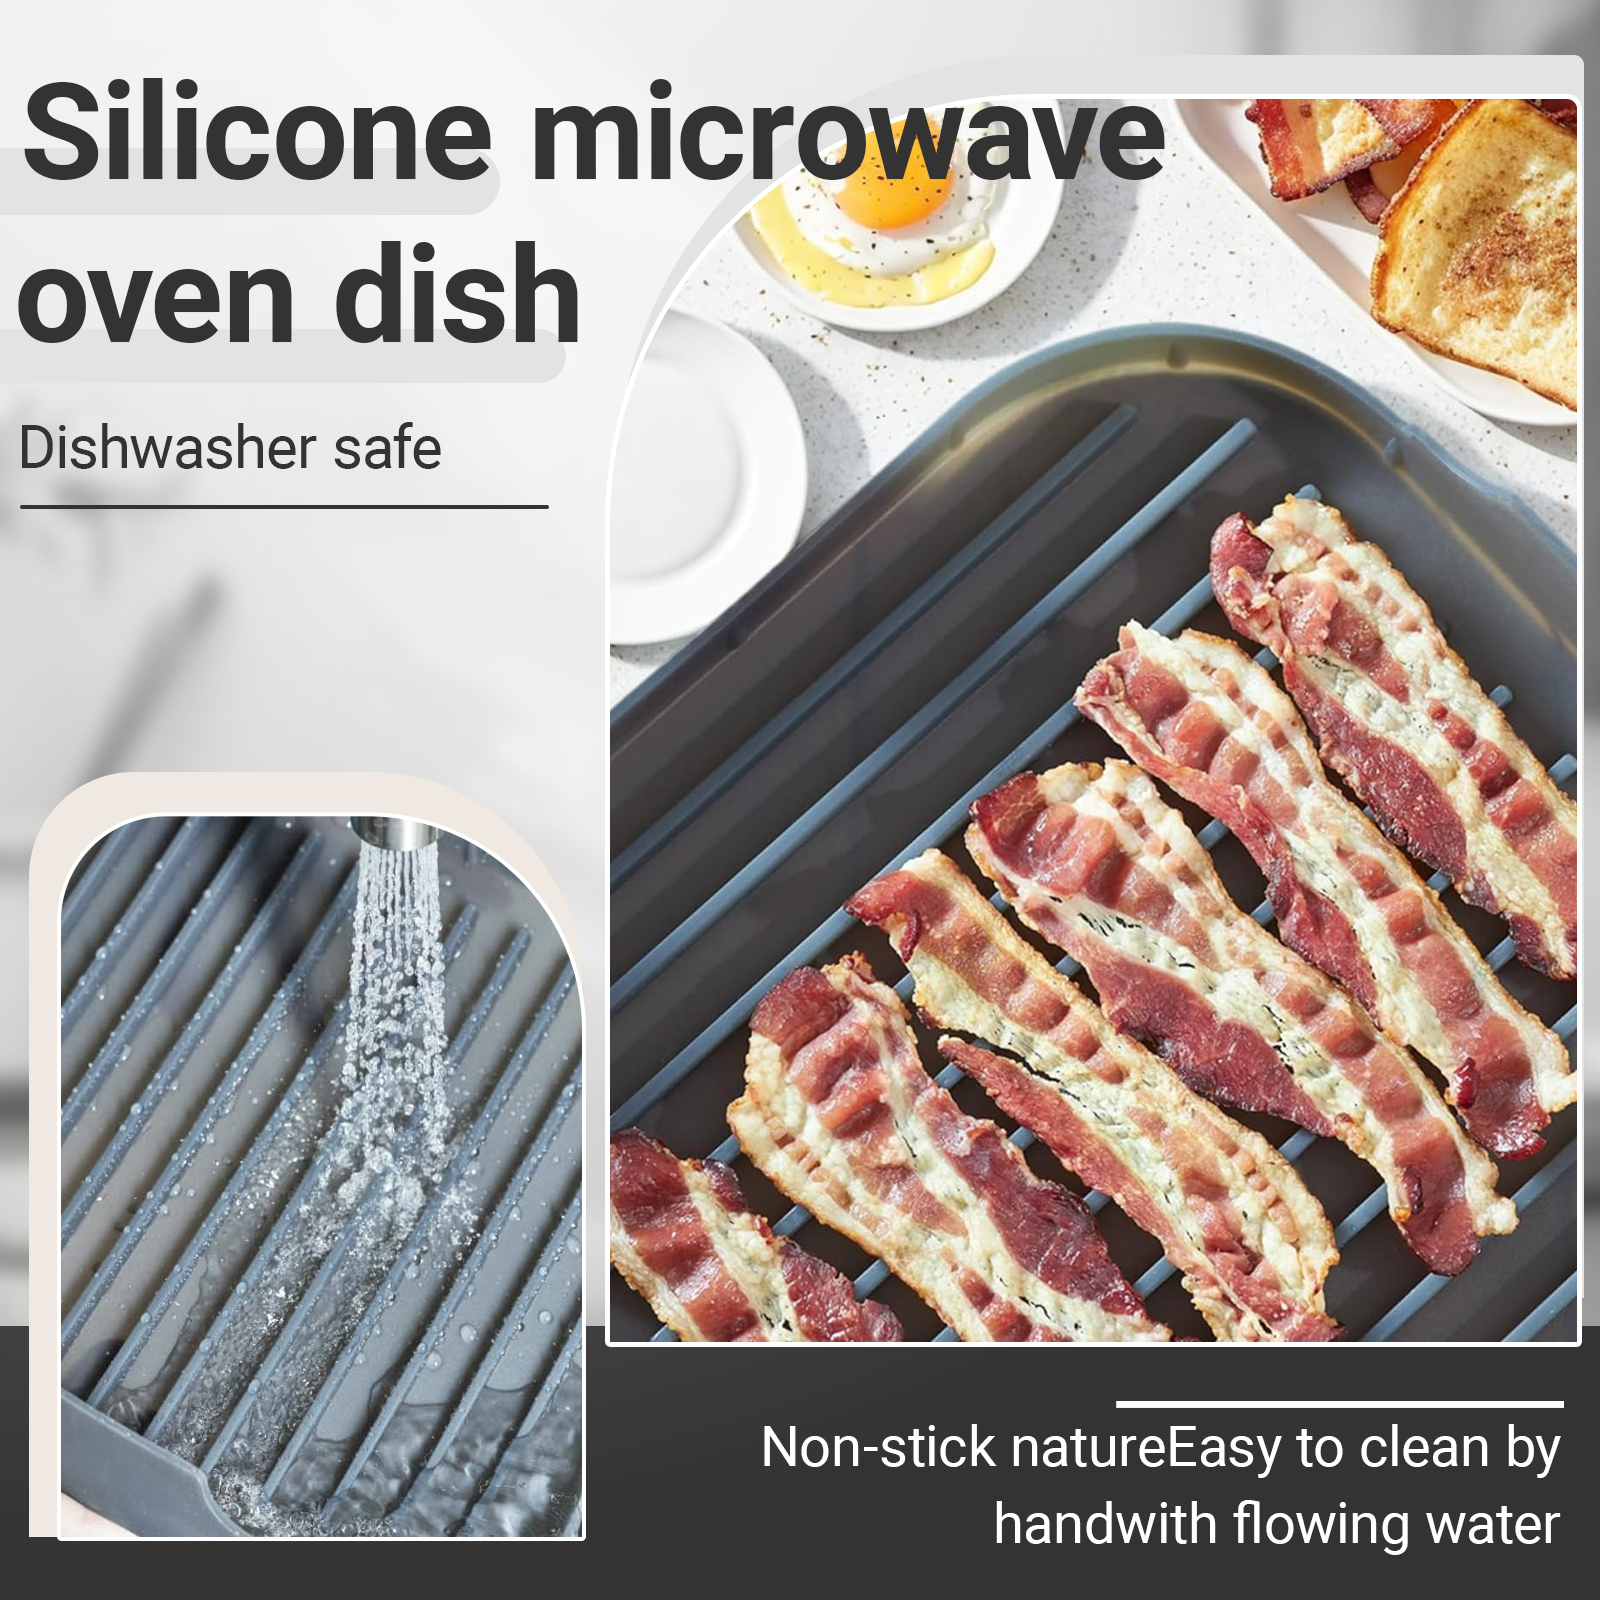 Silicone microwave
oven dish
Dishwasher safe
Non-stick natureEasy to clean by
handwith flowing water